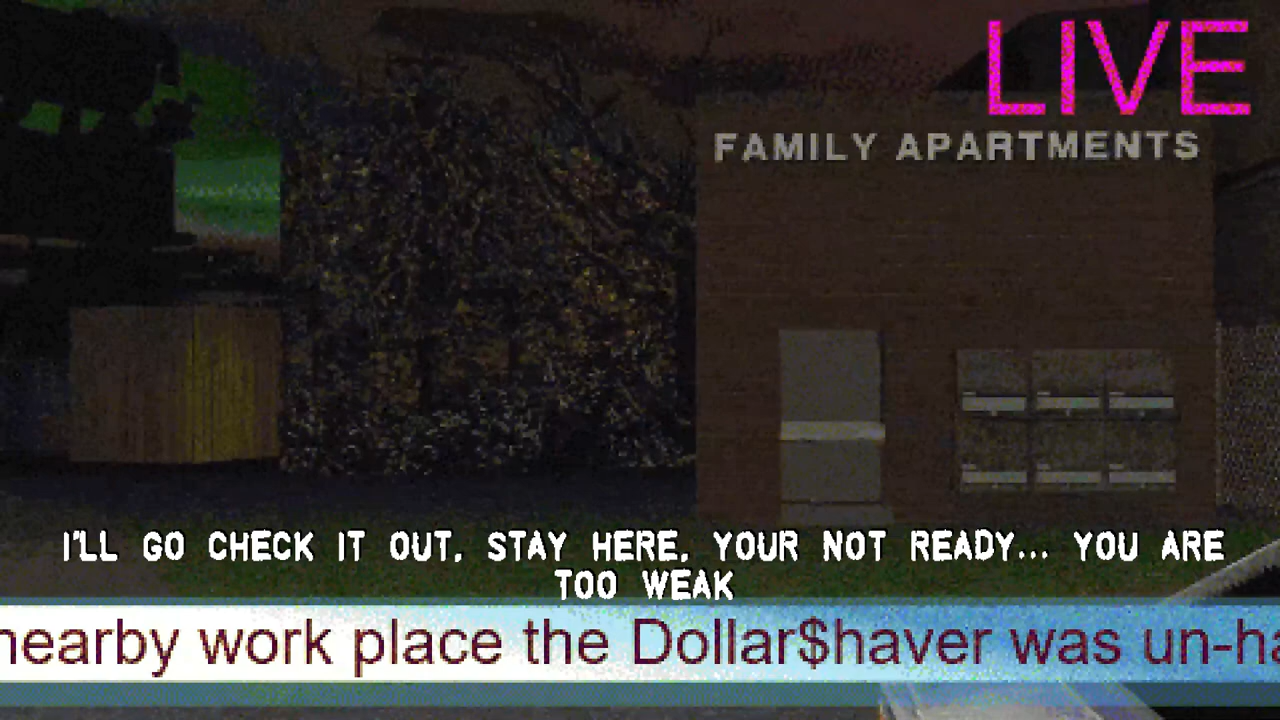 LIVE
FAMILY APARTMENTS
I'LL GO CHECK IT OUT, STAY HERE, YOUR NOT READY... YOU ARE
TOO WEAK
nearby work place the Dollar$haver was un-ha